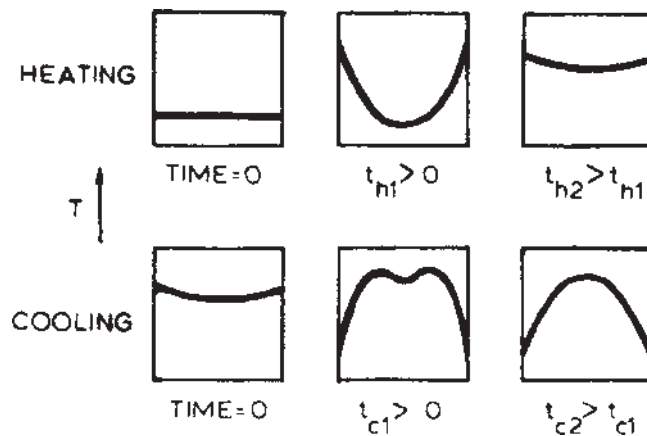 HEATING
TIME=0
t_h1 > 0
t_h2 > t_h1
T
COOLING
TIME=0
t_c1 > 0
t_c2 > t_c1